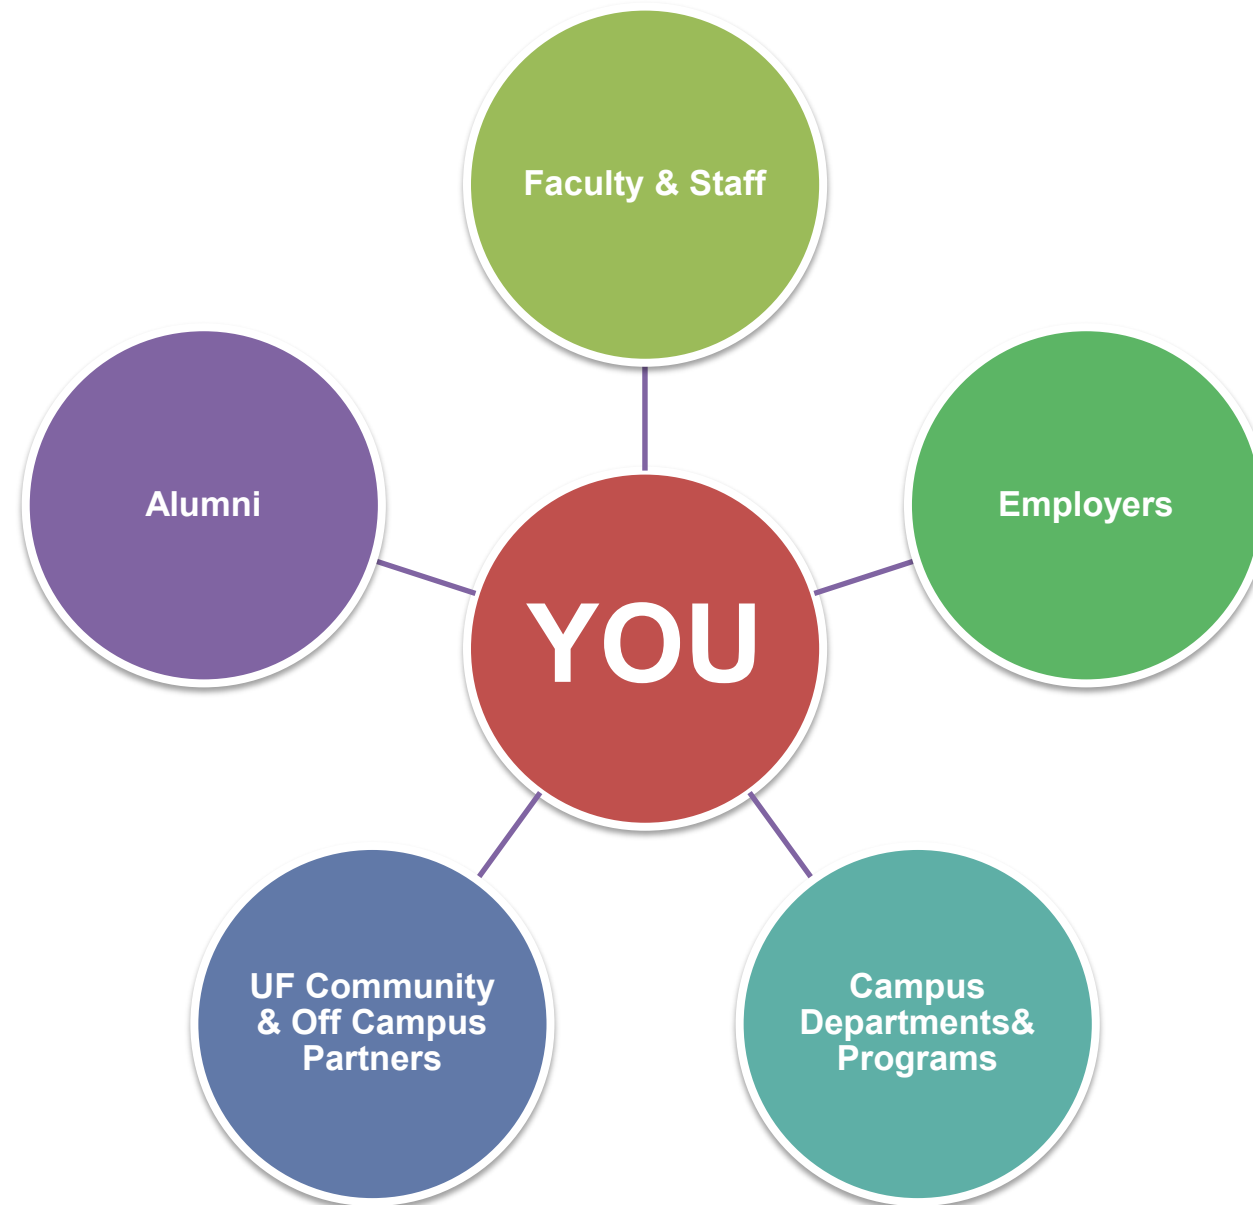 Faculty & Staff
Alumni
Employers
YOU
UF Community
& Off Campus
Partners
Campus
Departments&
Programs